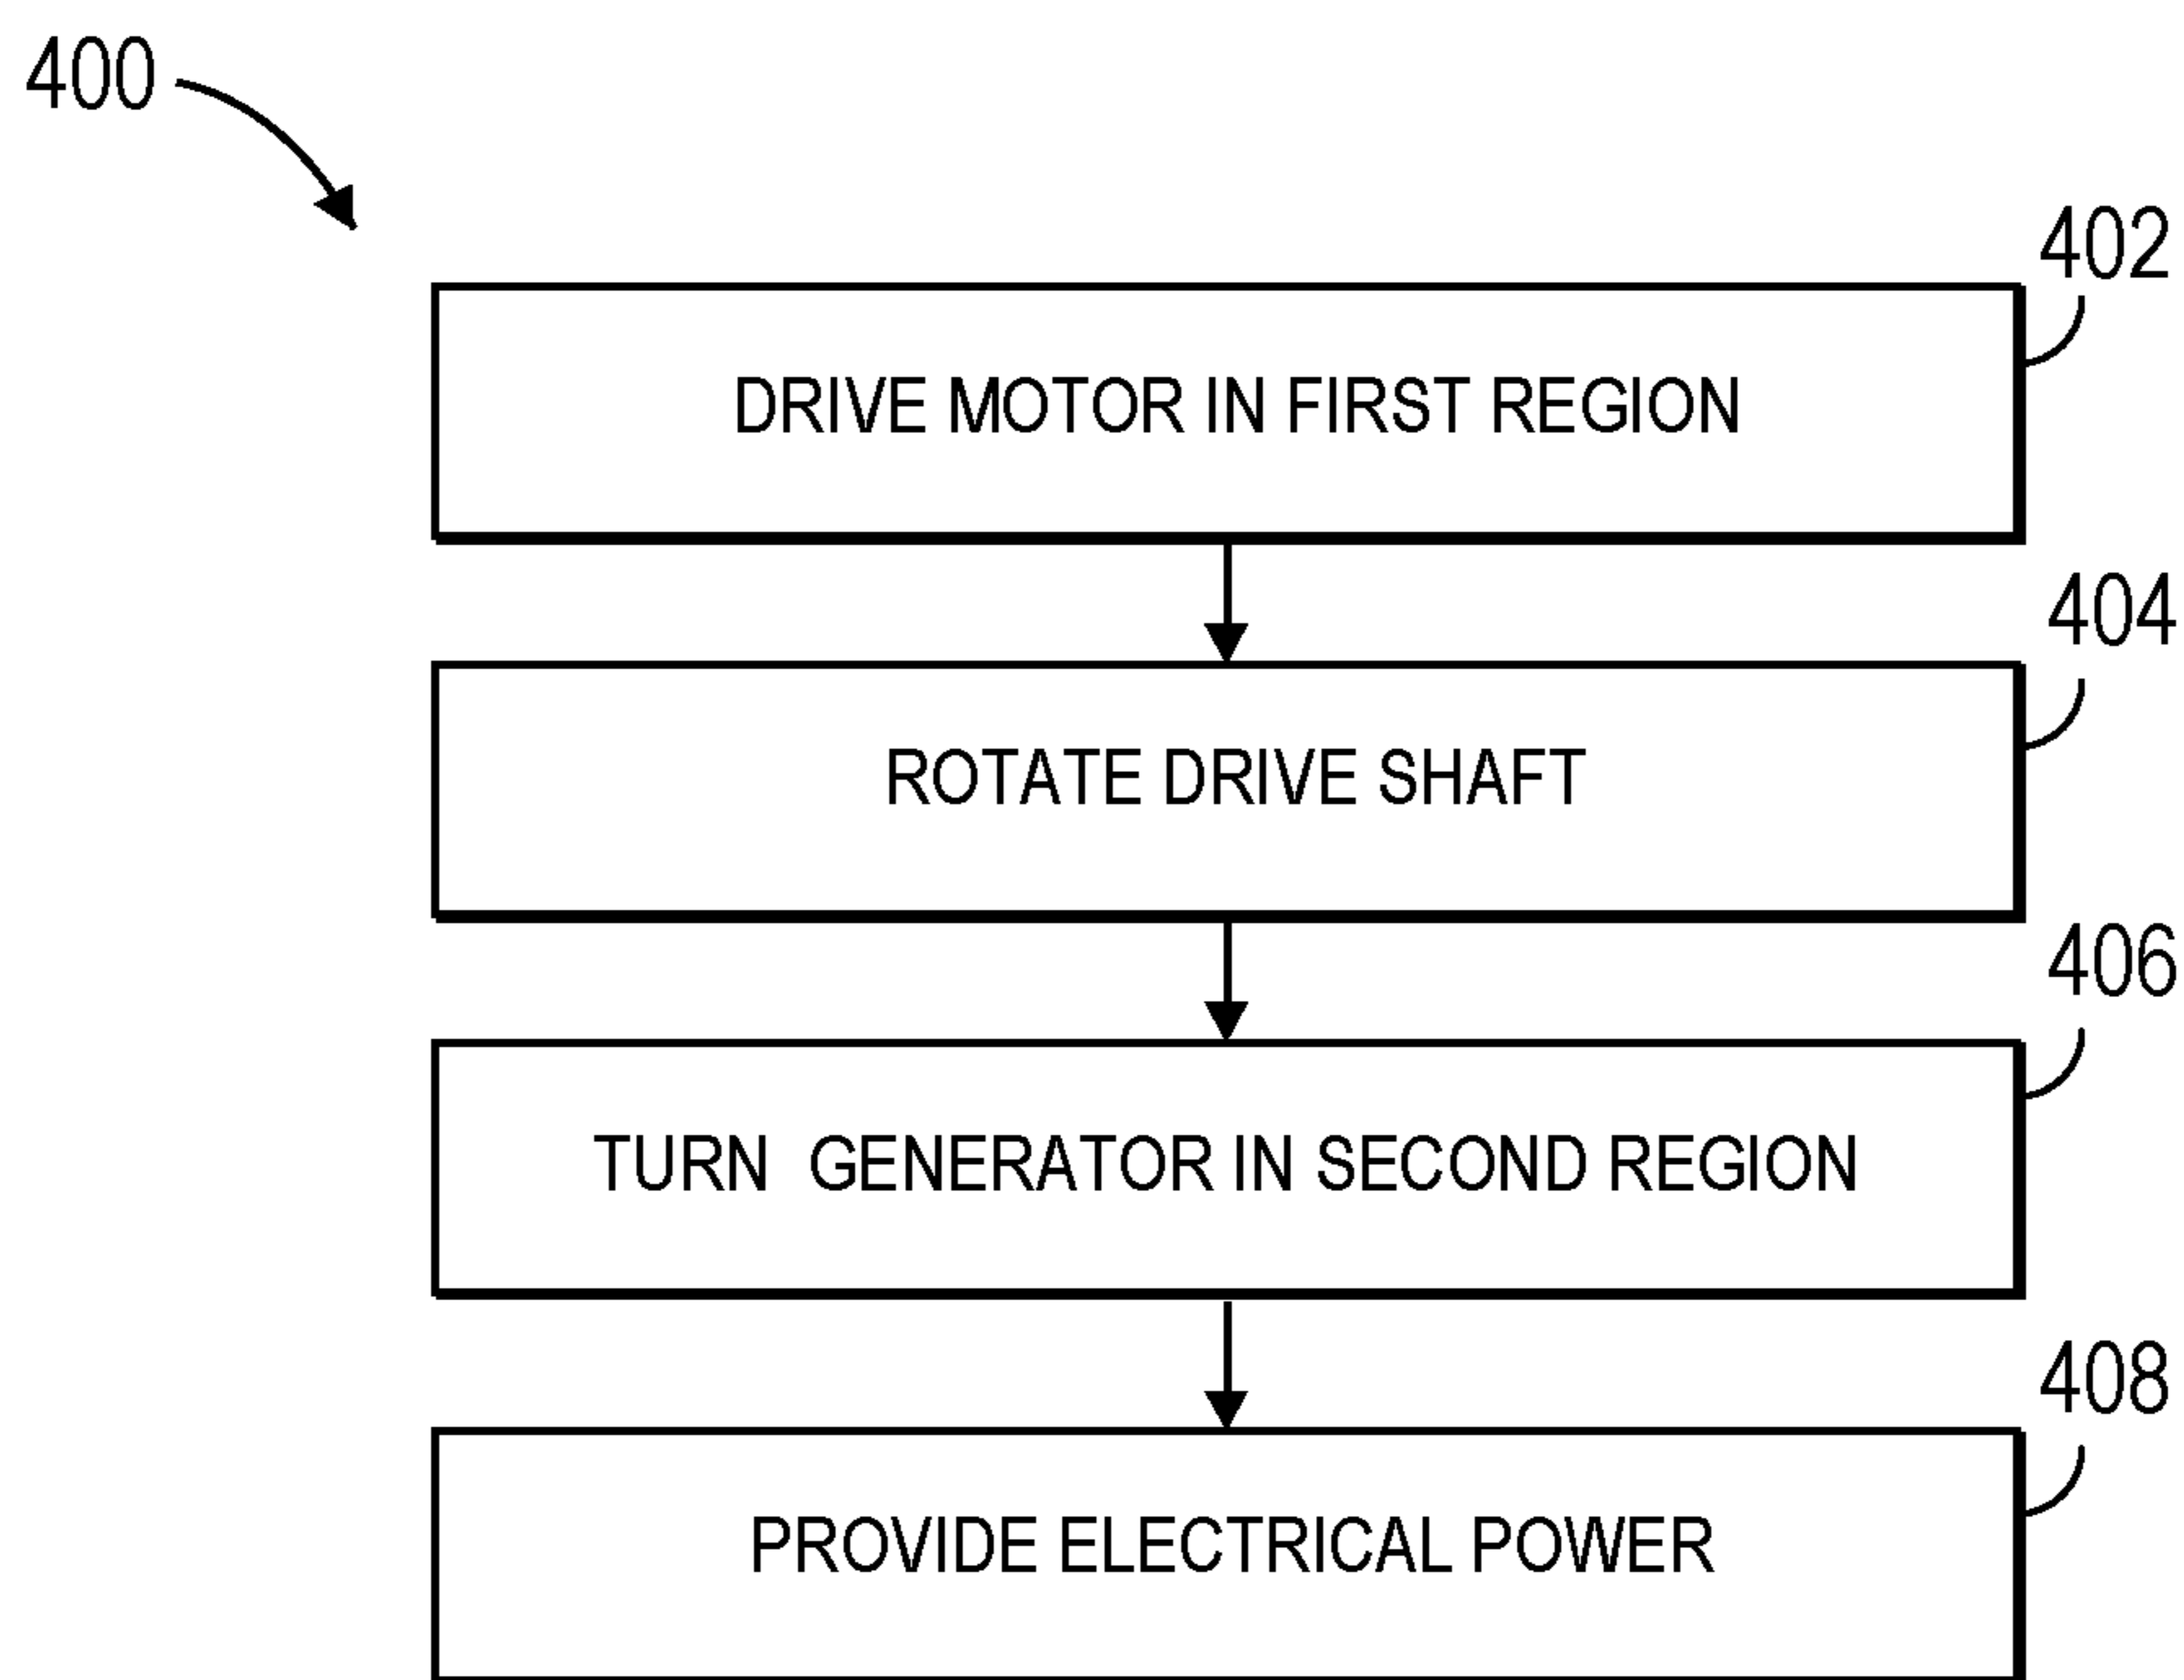 400
402
DRIVE MOTOR IN FIRST REGION
404
ROTATE DRIVE SHAFT
406
TURN GENERATOR IN SECOND REGION
408
PROVIDE ELECTRICAL POWER